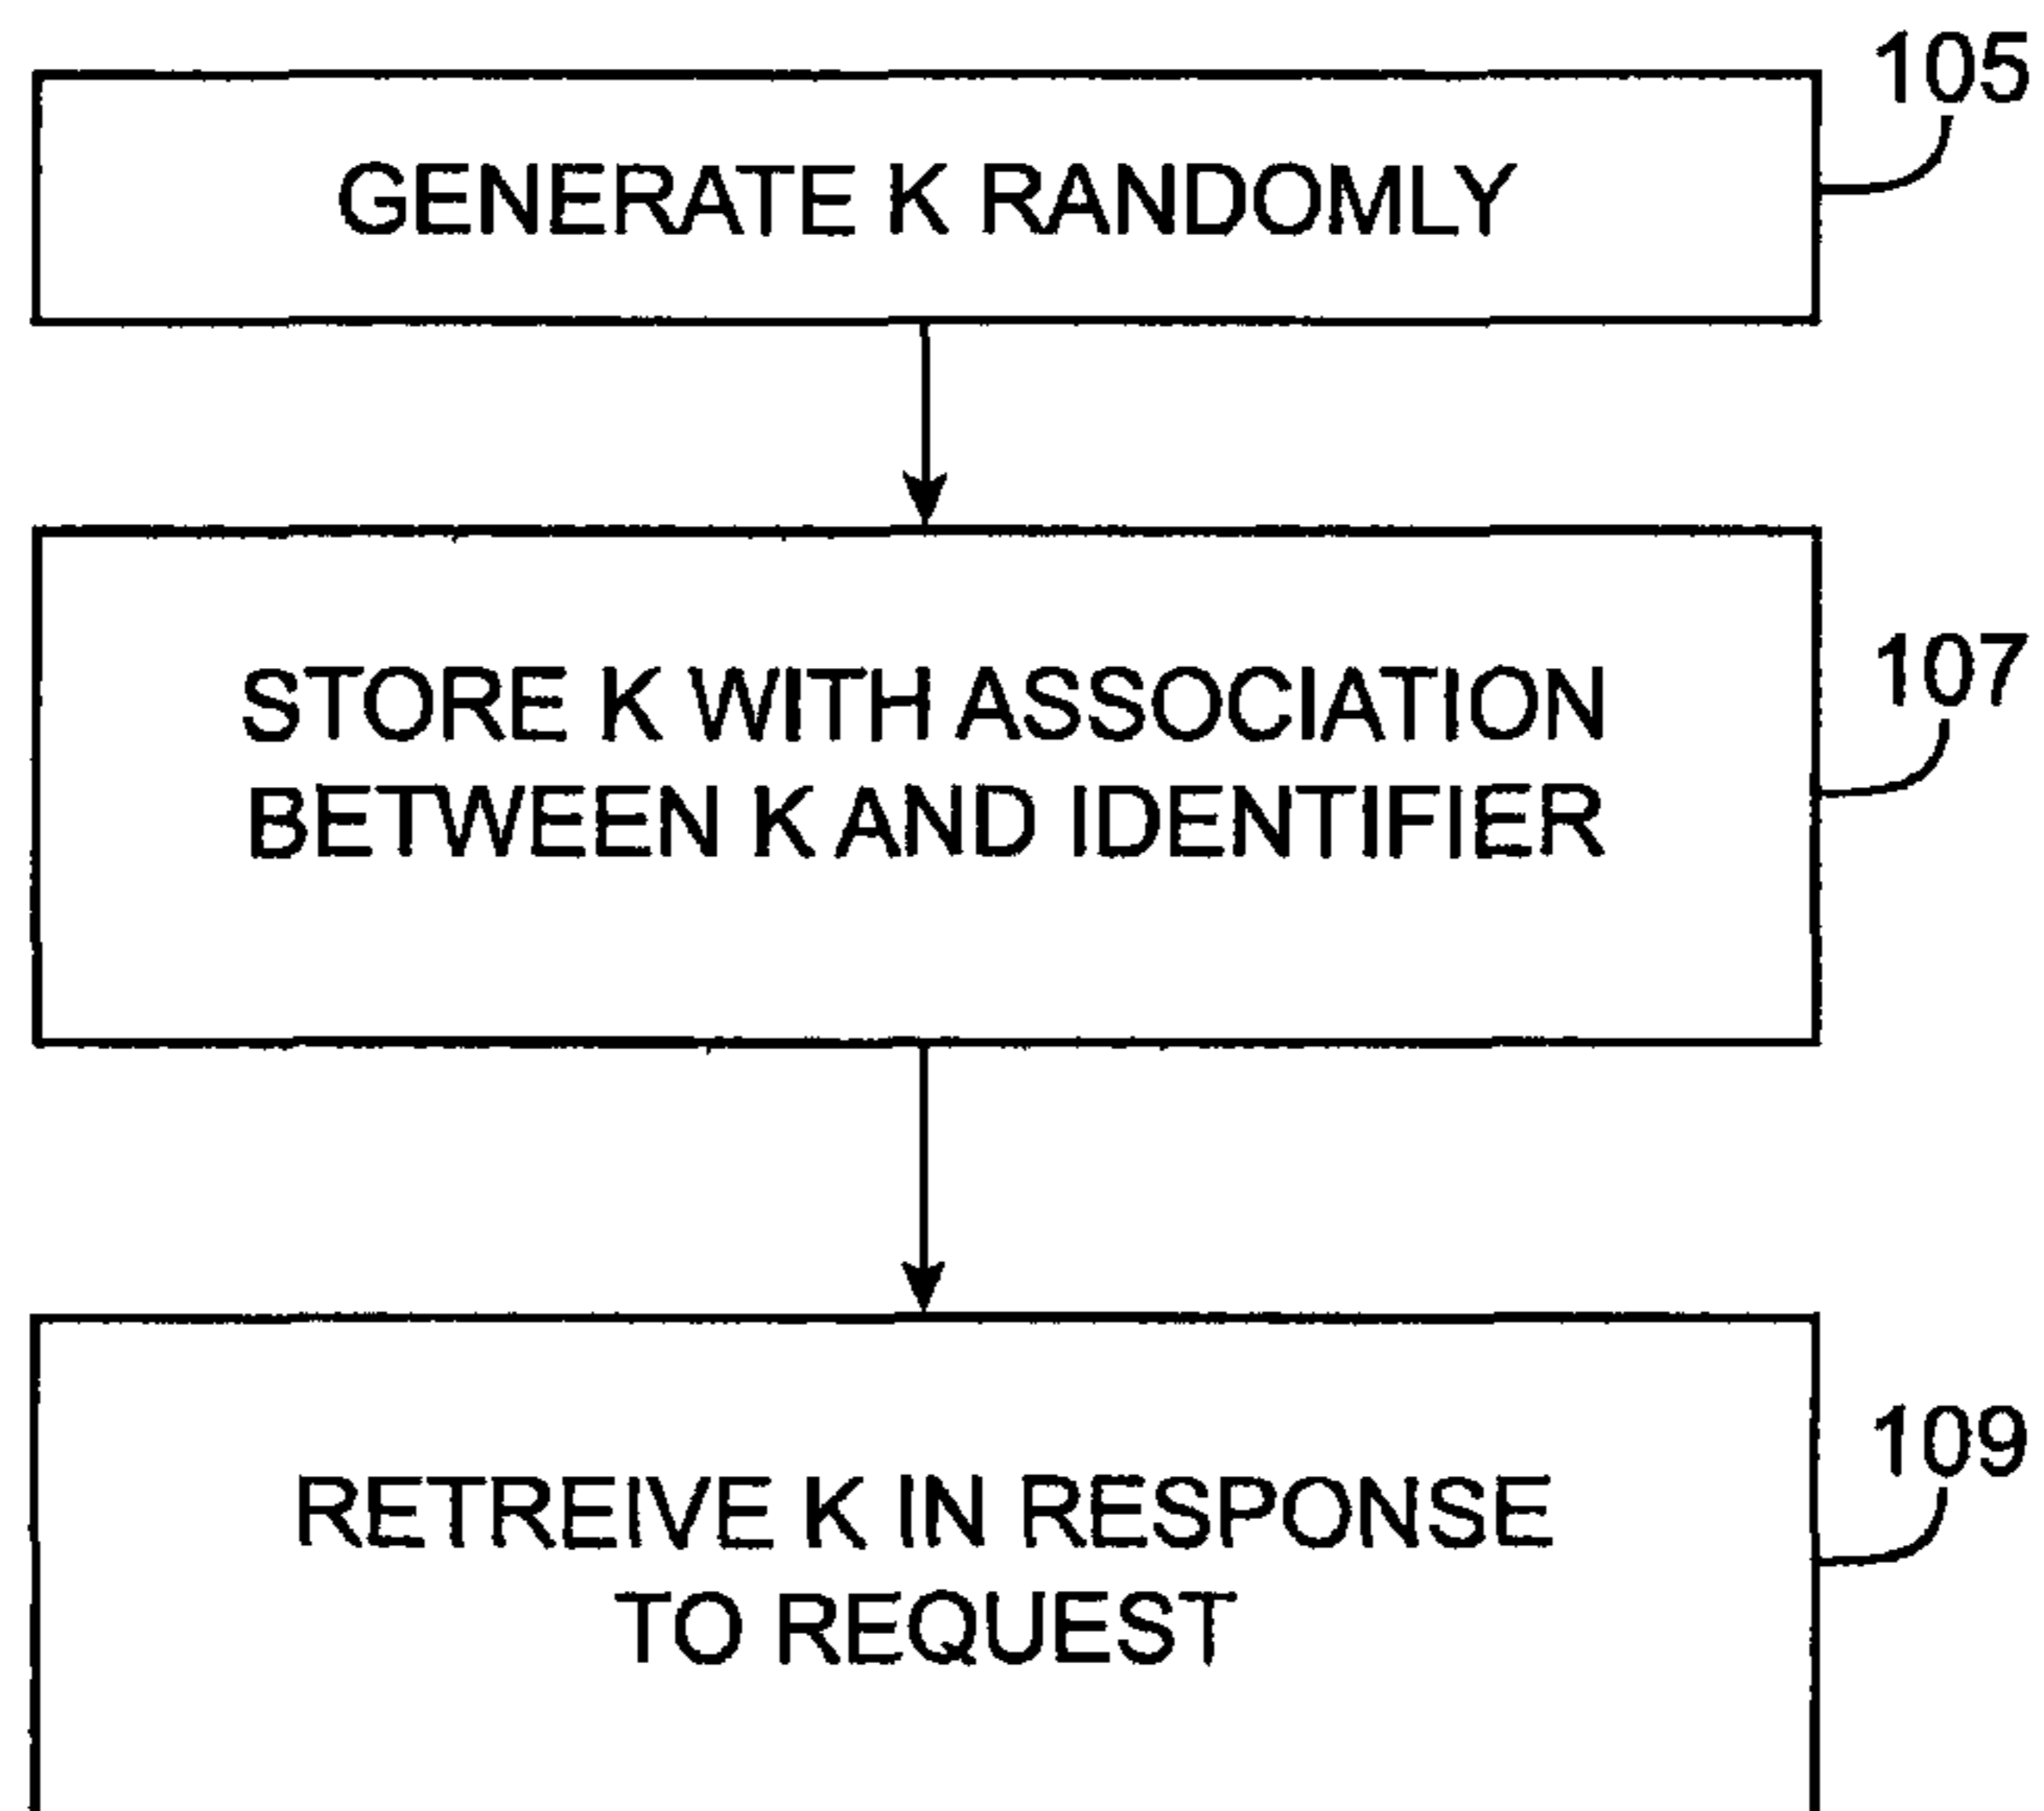 105
GENERATE K RANDOMLY
STORE K WITH ASSOCIATION
107
BETWEEN K AND IDENTIFIER
109
RETREIVE K IN RESPONSE
TO REQUEST